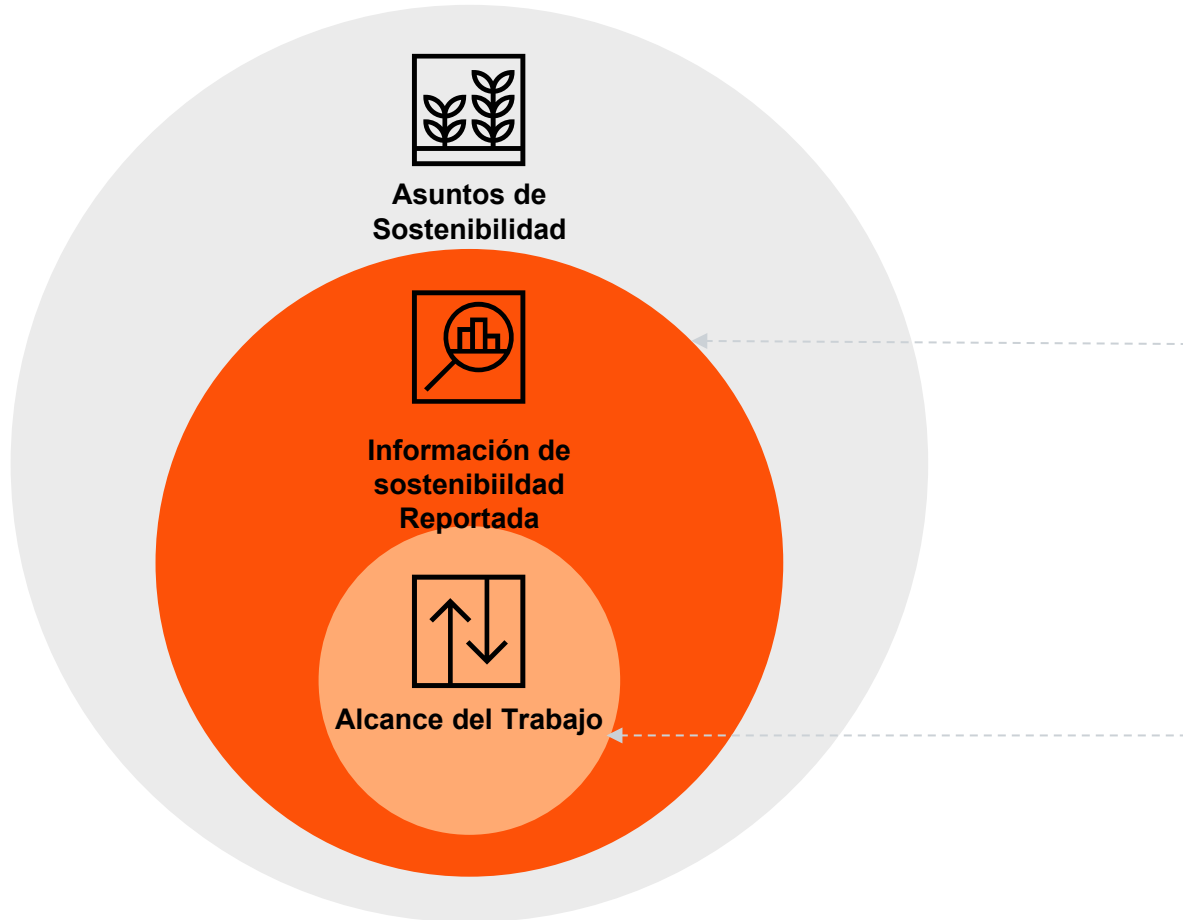 Asuntos de
Sostenibilidad
Información de
sostenibiildad
Reportada
Alcance del Trabajo